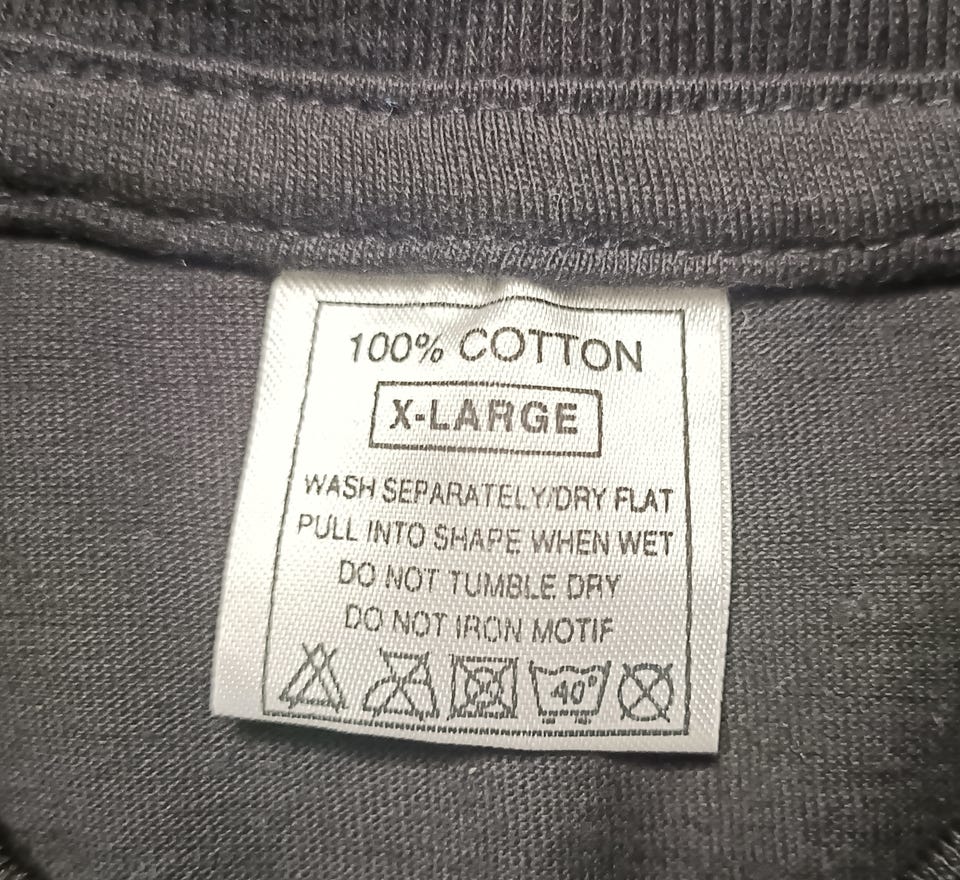 100% COTTON
X-LARGE
WASH SEPARATELY/DRY FLAT
PULL INTO SHAPE WHEN WET
DO NOT TUMBLE DRY
DO NOT IRON MOTIF
40°